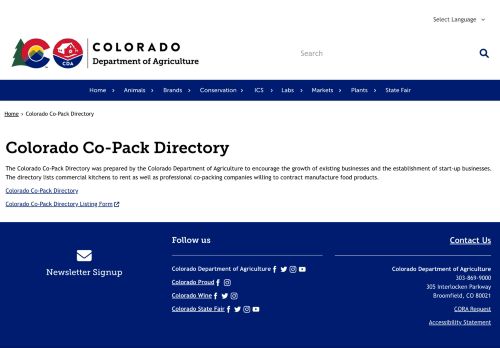 Select Language
CDA
COLORADO
Department of Agriculture
Search
Home
Animals
Brands
Conservation
ICS
Labs
Markets
Plants
State Fair
Home › Colorado Co-Pack Directory
Colorado Co-Pack Directory
The Colorado Co-Pack Directory was prepared by the Colorado Department of Agriculture to encourage the growth of existing businesses and the establishment of start-up businesses.
The directory lists commercial kitchens to rent as well as professional co-packing companies willing to contract manufacture food products.
Colorado Co-Pack Directory
Colorado Co-Pack Directory Listing Form
Newsletter Signup
Follow us
Colorado Department of Agriculture
Colorado Proud
Colorado Wine
Colorado State Fair
Contact Us
Colorado Department of Agriculture
303-869-9000
305 Interlocken Parkway
Broomfield, CO 80021
CORA Request
Accessibility Statement